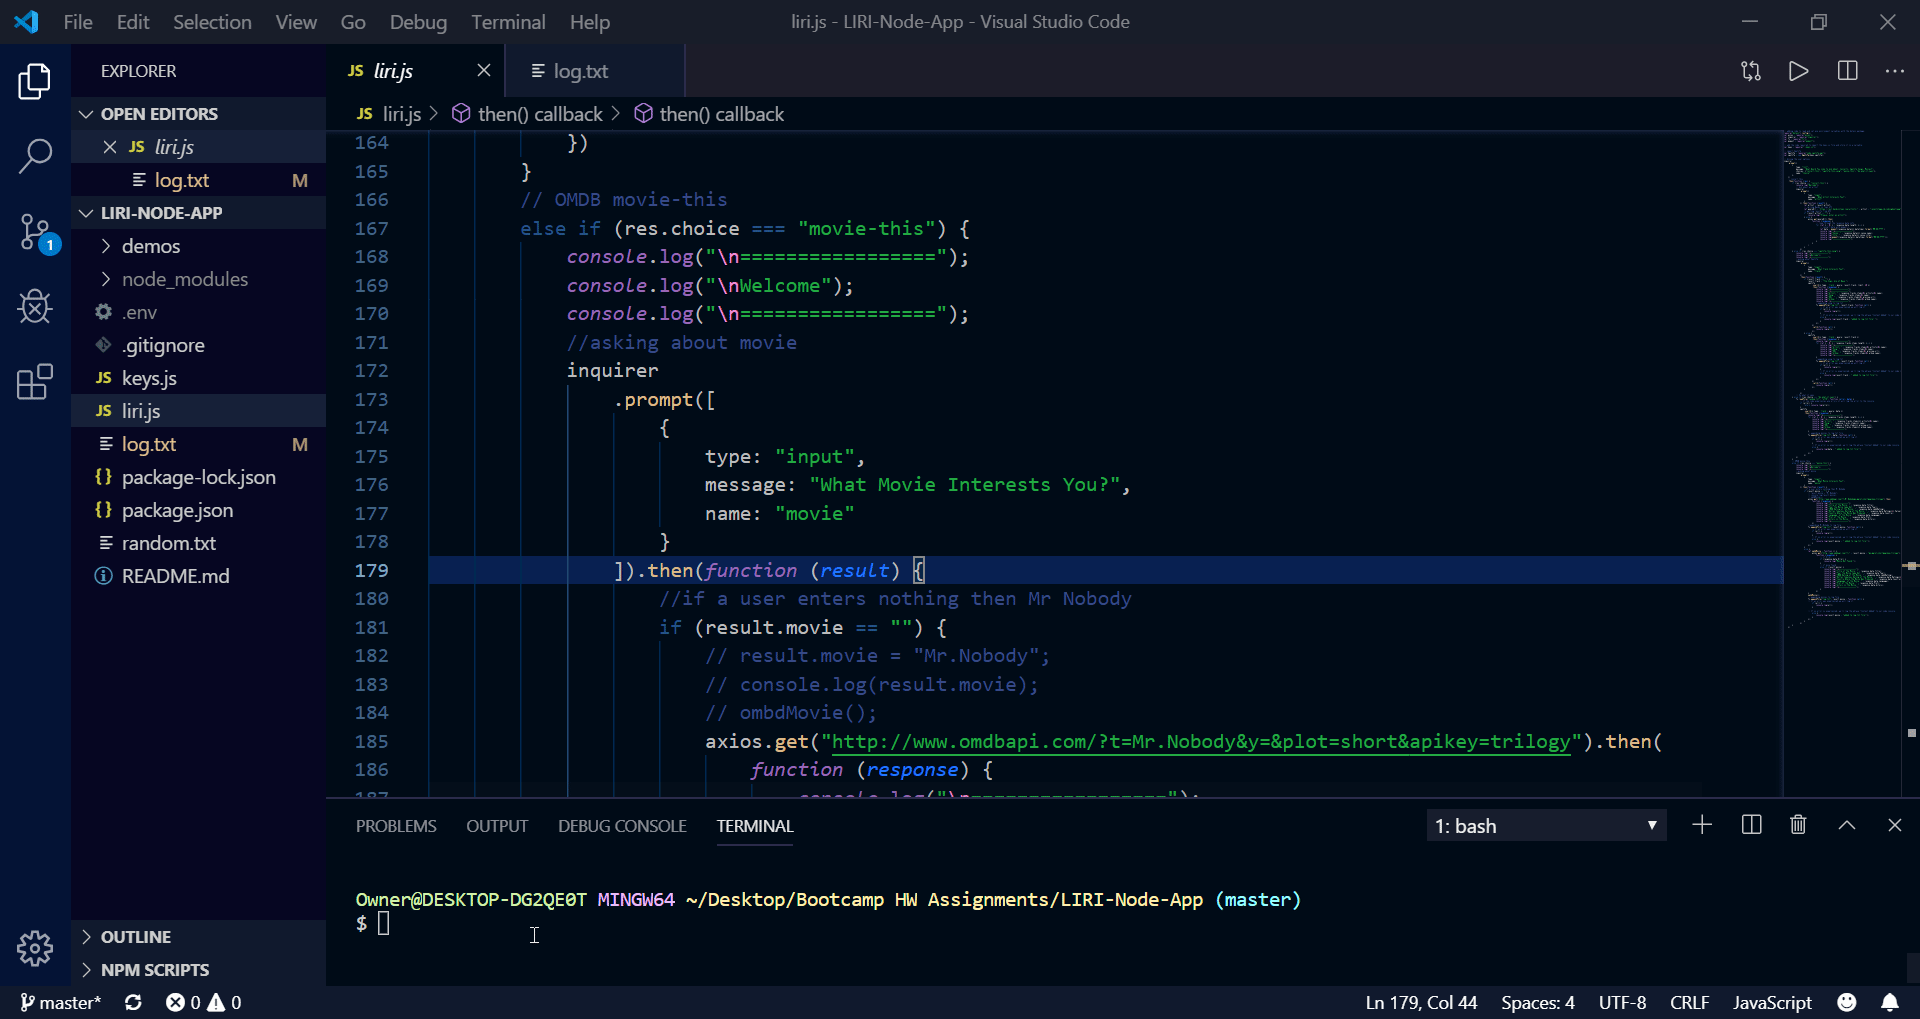 File Edit Selection View Go Debug Terminal Help
liri.js - LIRI-Node-App - Visual Studio Code
EXPLORER
OPEN EDITORS
JS liri.js
log.txt M
LIRI-NODE-APP
demos
node_modules
.env
.gitignore
JS keys.js
JS liri.js
log.txt M
{} package-lock.json
{} package.json
random.txt
README.md
OUTLINE
NPM SCRIPTS
1
JS liri.js
log.txt
JS liri.js > then() callback > then() callback
164 })
165 }
166 // OMDB movie-this
167 else if (res.choice === "movie-this") {
168 console.log("\n=================");
169 console.log("\nWelcome");
170 console.log("\n=================");
171 //asking about movie
172 inquirer
173 .prompt([
174 {
175 type: "input",
176 message: "What Movie Interests You?",
177 name: "movie"
178 }
179 ]).then(function (result) {
180 //if a user enters nothing then Mr Nobody
181 if (result.movie == "") {
182 // result.movie = "Mr.Nobody";
183 // console.log(result.movie);
184 // ombdMovie();
185 axios.get("http://www.omdbapi.com/?t=Mr.Nobody&y=&plot=short&apikey=trilogy").then(
186 function (response) {
PROBLEMS OUTPUT DEBUG CONSOLE TERMINAL
1: bash
Owner@DESKTOP-DG2QE0T MINGW64 ~/Desktop/Bootcamp HW Assignments/LIRI-Node-App (master)
$
master* 0 0
Ln 179, Col 44 Spaces: 4 UTF-8 CRLF JavaScript